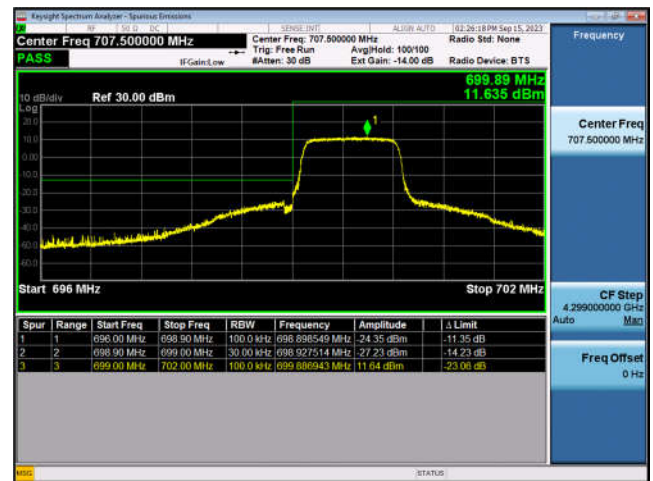 Keysight Spectrum Analyzer - Spurious Emissions
RF 50 Ω DC SENSE:INT ALIGN AUTO 02:26:18 PM Sep 15, 2023
Center Freq 707.500000 MHz
Center Freq: 707.500000 MHz
Radio Std: None
Trig: Free Run Avg|Hold: 100/100
PASS
IFGain:Low #Atten: 30 dB Ext Gain: -14.00 dB Radio Device: BTS
Frequency
699.89 MHz
11.635 dBm
10 dB/div Ref 30.00 dBm
Log
20.0
10.0
0.00
10.0
20.0
30.0
40.0
50.0
60.0
1
Start 696 MHz Stop 702 MHz
Center Freq
707.500000 MHz
CF Step
4.299000000 GHz
Auto Man
Freq Offset
0 Hz
Spur Range Start Freq Stop Freq RBW Frequency Amplitude Δ Limit
1 1 696.00 MHz 698.90 MHz 100.0 kHz 698.898549 MHz -24.35 dBm -11.35 dB
2 2 698.90 MHz 699.00 MHz 30.00 kHz 698.927514 MHz -27.23 dBm -14.23 dB
3 3 699.00 MHz 702.00 MHz 100.0 kHz 699.886943 MHz 11.64 dBm -23.06 dB
MSG STATUS